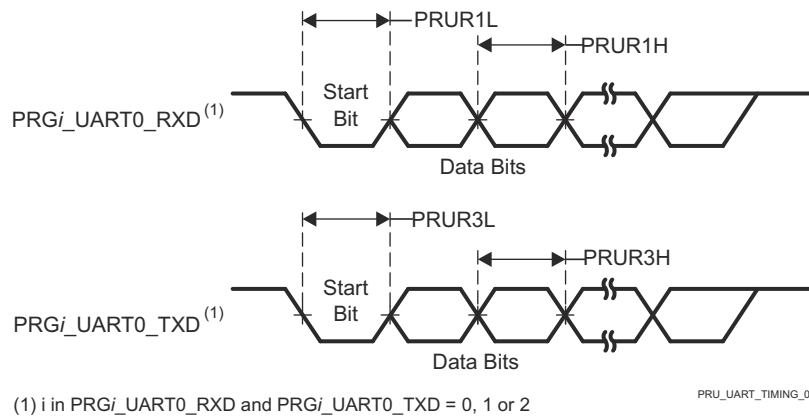 PRUR1L
PRUR1H
Start
Bit
PRGi_UART0_RXD(1)
Data Bits
PRUR3L
PRUR3H
Start
Bit
PRGi_UART0_TXD(1)
Data Bits
(1) i in PRGi_UART0_RXD and PRGi_UART0_TXD = 0, 1 or 2
PRU_UART_TIMING_0